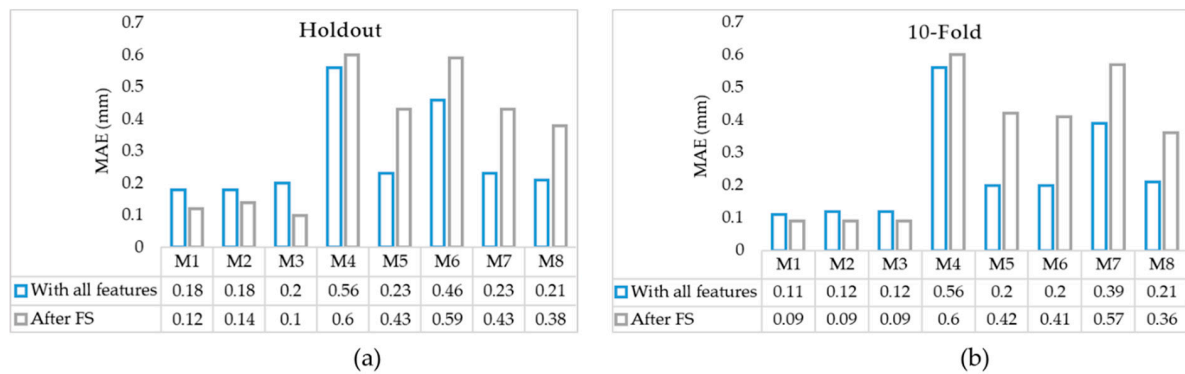 Holdout
MAE (mm)
0.7
0.6
0.5
0.4
0.3
0.2
0.1
0
M1 M2 M3 M4 M5 M6 M7 M8
With all features 0.18 0.18 0.2 0.56 0.23 0.46 0.23 0.21
After FS 0.12 0.14 0.1 0.6 0.43 0.59 0.43 0.38
(a)
10-Fold
MAE (mm)
0.7
0.6
0.5
0.4
0.3
0.2
0.1
0
M1 M2 M3 M4 M5 M6 M7 M8
With all features 0.11 0.12 0.12 0.56 0.2 0.2 0.39 0.21
After FS 0.09 0.09 0.09 0.6 0.42 0.41 0.57 0.36
(b)